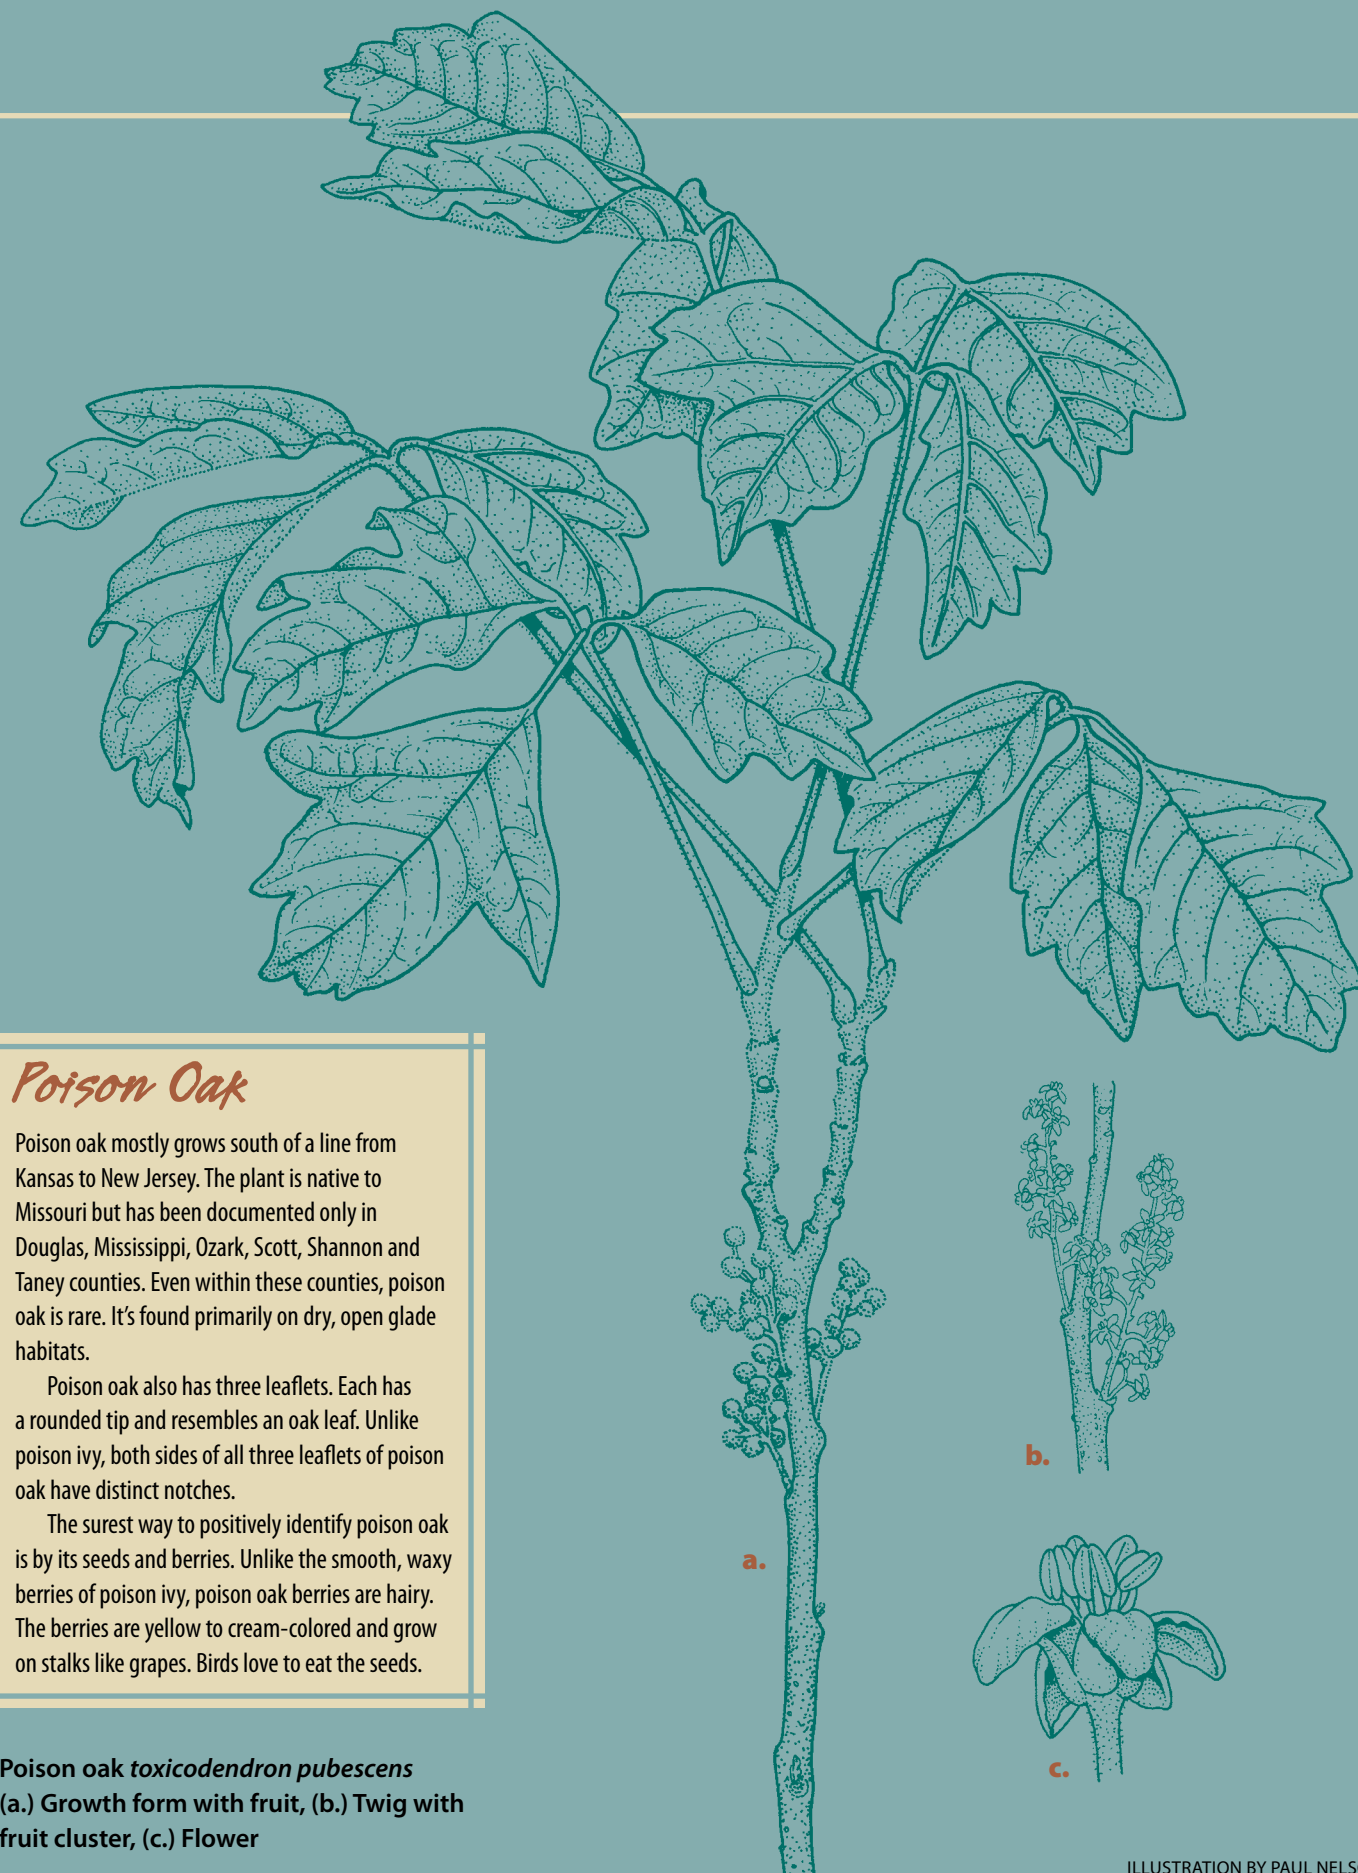 Poison Oak
Poison oak mostly grows south of a line from
Kansas to New Jersey. The plant is native to
Missouri but has been documented only in
Douglas, Mississippi, Ozark, Scott, Shannon and
Taney counties. Even within these counties, poison
oak is rare. It’s found primarily on dry, open glade
habitats.
Poison oak also has three leaflets. Each has
a rounded tip and resembles an oak leaf. Unlike
poison ivy, both sides of all three leaflets of poison
oak have distinct notches.
The surest way to positively identify poison oak
is by its seeds and berries. Unlike the smooth, waxy
berries of poison ivy, poison oak berries are hairy.
The berries are yellow to cream-colored and grow
on stalks like grapes. Birds love to eat the seeds.
a.
b.
c.
Poison oak toxicodendron pubescens
(a.) Growth form with fruit, (b.) Twig with
fruit cluster, (c.) Flower
ILLUSTRATION BY PAUL NELS